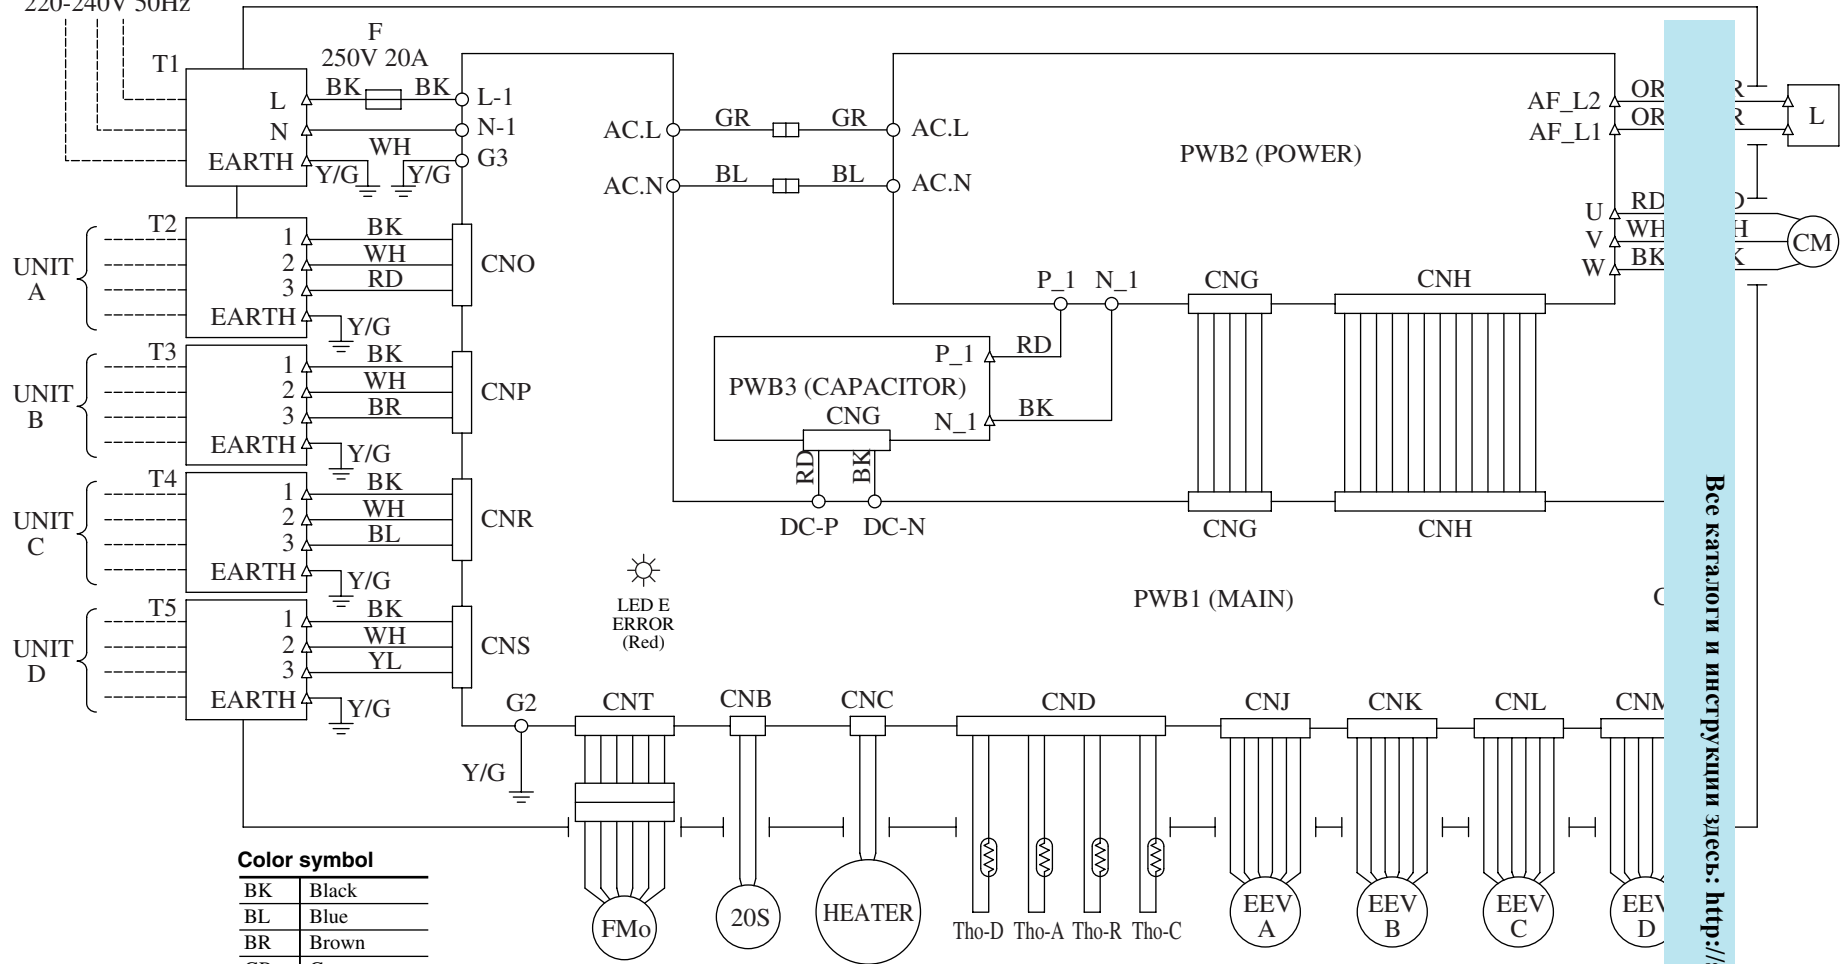 220-240V 50Hz
F
250V 20A
T1
BK
BK
L
L-1
N
N-1
WH
EARTH
G3
Y/G
Y/G
AC.L
GR
GR
AC.L
AC.N
BL
BL
AC.N
PWB2 (POWER)
AF_L2
OR
R
AF_L1
OR
R
L
U
RD
V
WH
H
W
BK
K
CM
T2
UNIT
A
1
BK
2
WH
3
RD
EARTH
Y/G
CNO
T3
UNIT
B
1
BK
2
WH
3
BR
EARTH
Y/G
CNP
T4
UNIT
C
1
BK
2
WH
3
BL
EARTH
Y/G
CNR
T5
UNIT
D
1
BK
2
WH
3
YL
EARTH
Y/G
CNS
P_1
N_1
CNG
CNH
P_1
RD
PWB3 (CAPACITOR)
CNG
N_1
BK
RD
BK
DC-P
DC-N
CNG
CNH
LED E
ERROR
(Red)
PWB1 (MAIN)
G2
Y/G
CNT
CNB
CNC
CND
CNJ
CNK
CNL
CNM
FMo
20S
HEATER
Tho-D
Tho-A
Tho-R
Tho-C
EEV
A
EEV
B
EEV
C
EEV
D
Color symbol
BK Black
BL Blue
BR Brown
Все каталоги и инструкции здесь: http://